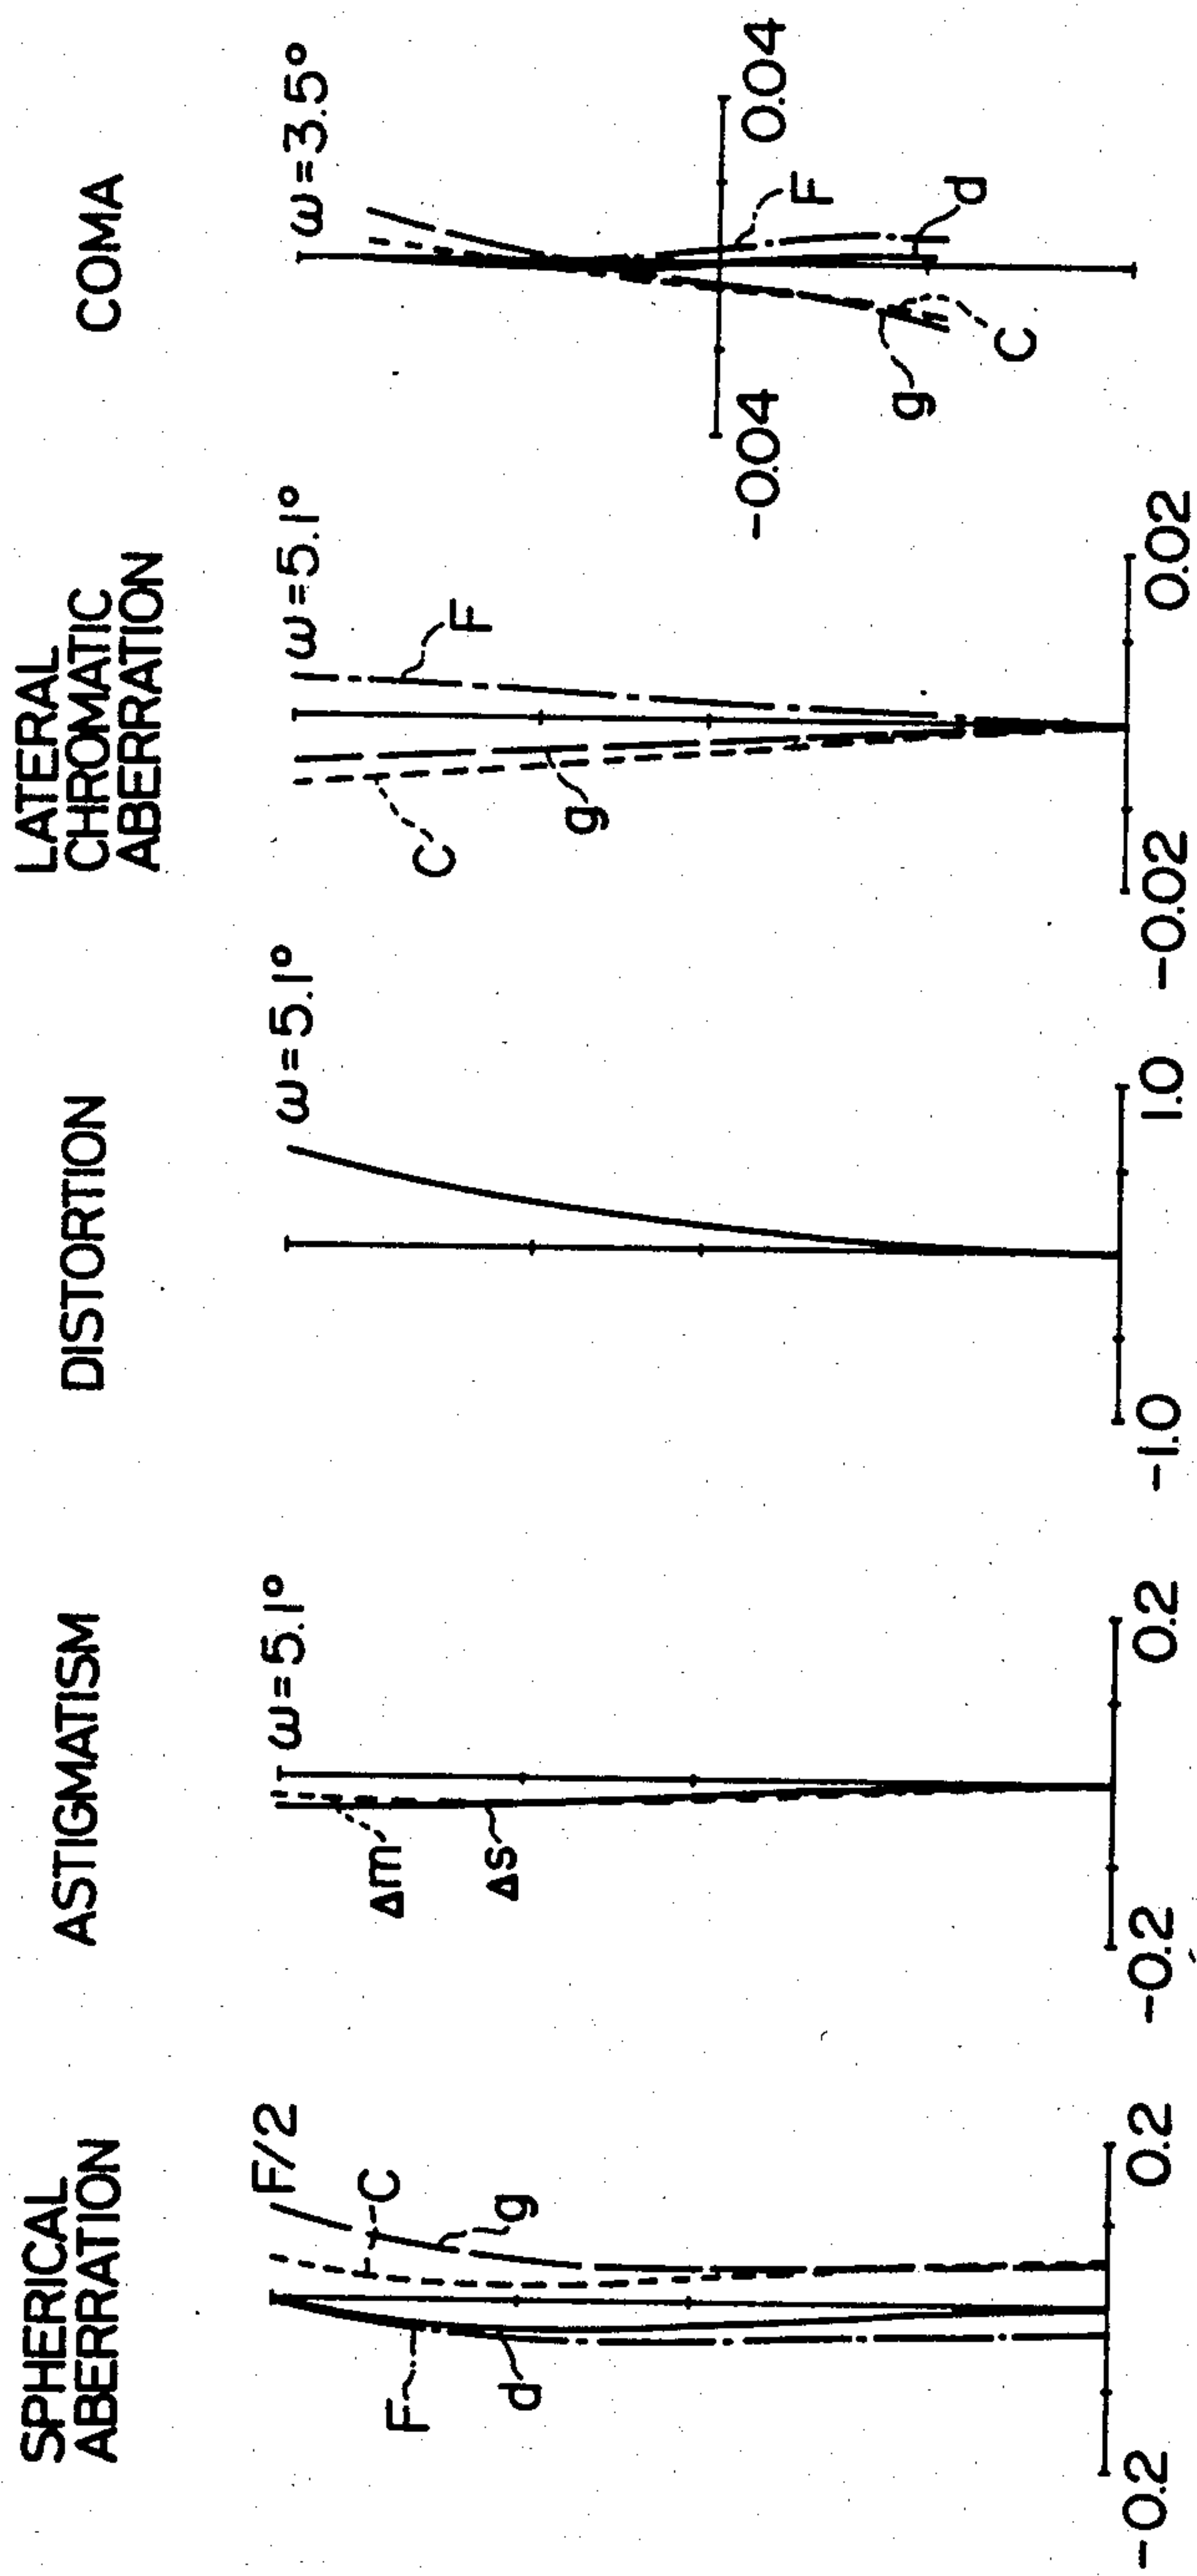 SPHERICAL
ABERRATION
F/2
C
g
F
d
-0.2
0.2
ASTIGMATISM
ω=5.1°
Δm
Δs
-0.2
0.2
DISTORTION
ω=5.1°
-1.0
1.0
LATERAL
CHROMATIC
ABERRATION
ω=5.1°
F
C
g
-0.02
0.02
COMA
ω=3.5°
-0.04
0.04
F
d
g
C